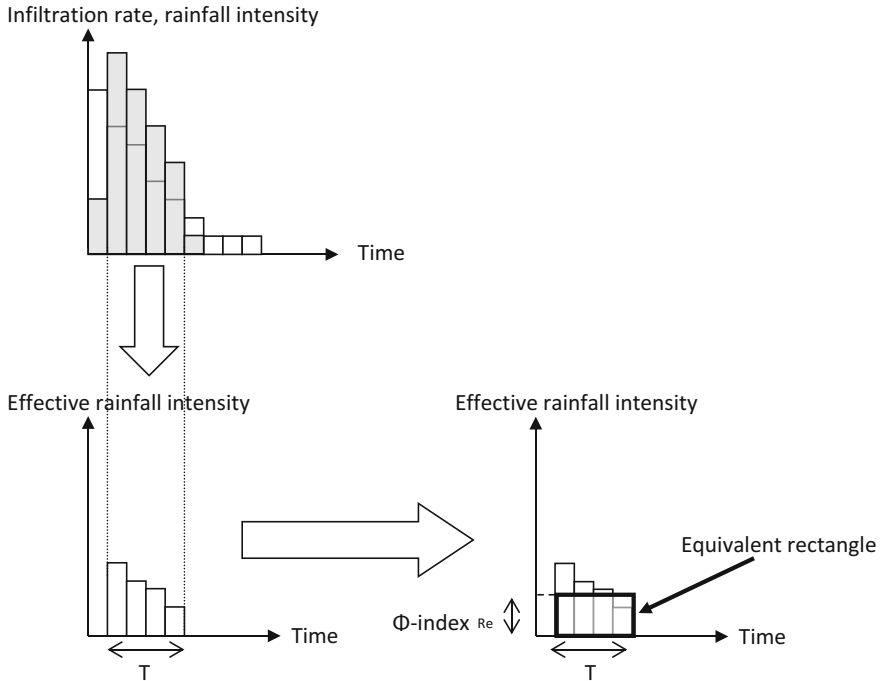 Infiltration rate, rainfall intensity
Time
Effective rainfall intensity
Time
T
Effective rainfall intensity
Equivalent rectangle
Φ-index Re
Time
T